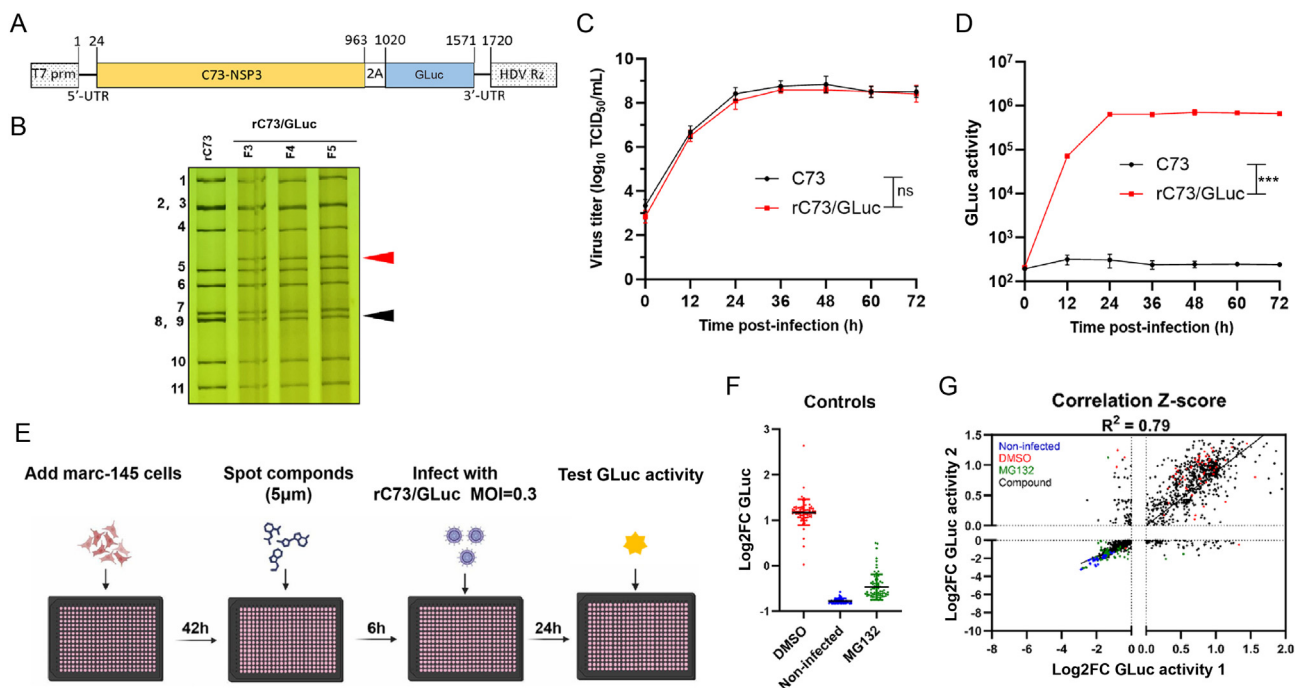 A
1 24 963 1020 1571 1720
T7 prm C73-NSP3 2A GLuc HDV Rz
5′-UTR 3′-UTR
B
rC73/GLuc
rC73 F3 F4 F5
1
2, 3
4
5
6
7
8, 9
10
11
C
Virus titer (log10 TCID50/mL)
10
8
6
4
2
0
C73
rC73/GLuc
ns
0 12 24 36 48 60 72
Time post-infection (h)
D
GLuc activity
10^6
10^5
10^4
10^3
10^2
C73
rC73/GLuc
***
0 12 24 36 48 60 72
Time post-infection (h)
E
Add marc-145 cells
Spot componds
(5μm)
Infect with
rC73/GLuc MOI=0.3
Test GLuc activity
42h 6h 24h
F
Controls
Log2FC GLuc
3
2
1
0
-1
DMSO
Non-infected
MG132
G
Correlation Z-score
R2 = 0.79
Log2FC GLuc activity 2
1.5
1.0
0.5
0.0
0
-2
-4
-6
-8
-10
Non-infected
DMSO
MG132
Compound
-8 -6 -4 -2 0 0.0 0.5 1.0 1.5 2.0
Log2FC GLuc activity 1